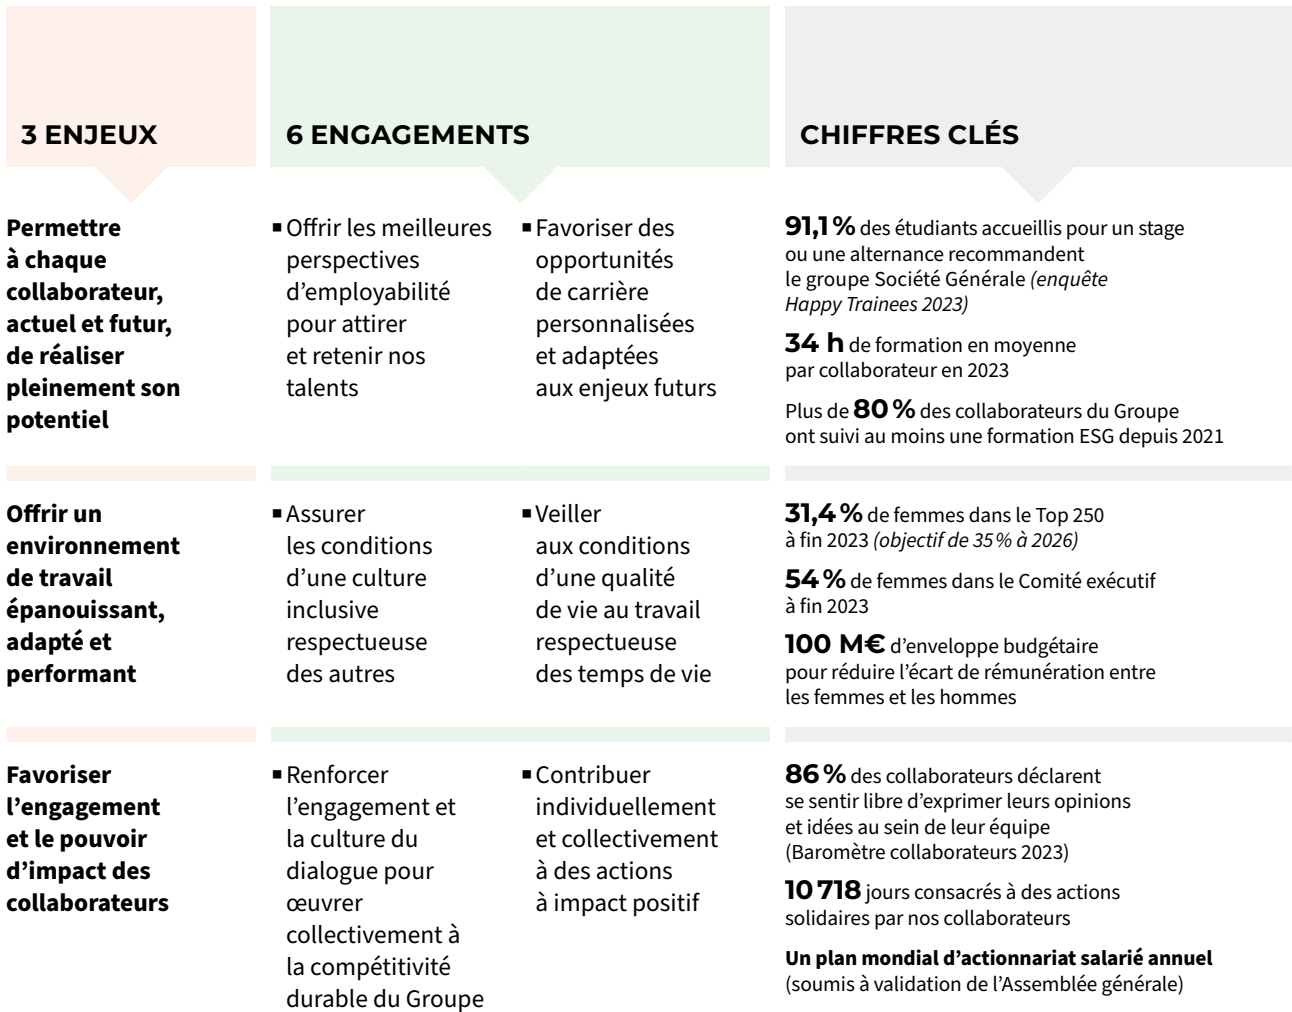 3 ENJEUX
6 ENGAGEMENTS
CHIFFRES CLÉS
Permettre
à chaque
collaborateur,
actuel et futur,
de réaliser
pleinement son
potentiel
▪ Offrir les meilleures
perspectives
d’employabilité
pour attirer
et retenir nos
talents
▪ Favoriser des
opportunités
de carrière
personnalisées
et adaptées
aux enjeux futurs
91,1 % des étudiants accueillis pour un stage
ou une alternance recommandent
le groupe Société Générale (enquête
Happy Trainees 2023)
34 h de formation en moyenne
par collaborateur en 2023
Plus de 80 % des collaborateurs du Groupe
ont suivi au moins une formation ESG depuis 2021
Offrir un
environnement
de travail
épanouissant,
adapté et
performant
▪ Assurer
les conditions
d’une culture
inclusive
respectueuse
des autres
▪ Veiller
aux conditions
d’une qualité
de vie au travail
respectueuse
des temps de vie
31,4 % de femmes dans le Top 250
à fin 2023 (objectif de 35 % à 2026)
54 % de femmes dans le Comité exécutif
à fin 2023
100 M€ d’enveloppe budgétaire
pour réduire l’écart de rémunération entre
les femmes et les hommes
Favoriser
l’engagement
et le pouvoir
d’impact des
collaborateurs
▪ Renforcer
l’engagement et
la culture du
dialogue pour
œuvrer
collectivement à
la compétitivité
durable du Groupe
▪ Contribuer
individuellement
et collectivement
à des actions
à impact positif
86 % des collaborateurs déclarent
se sentir libre d’exprimer leurs opinions
et idées au sein de leur équipe
(Baromètre collaborateurs 2023)
10 718 jours consacrés à des actions
solidaires par nos collaborateurs
Un plan mondial d’actionnariat salarié annuel
(soumis à validation de l’Assemblée générale)